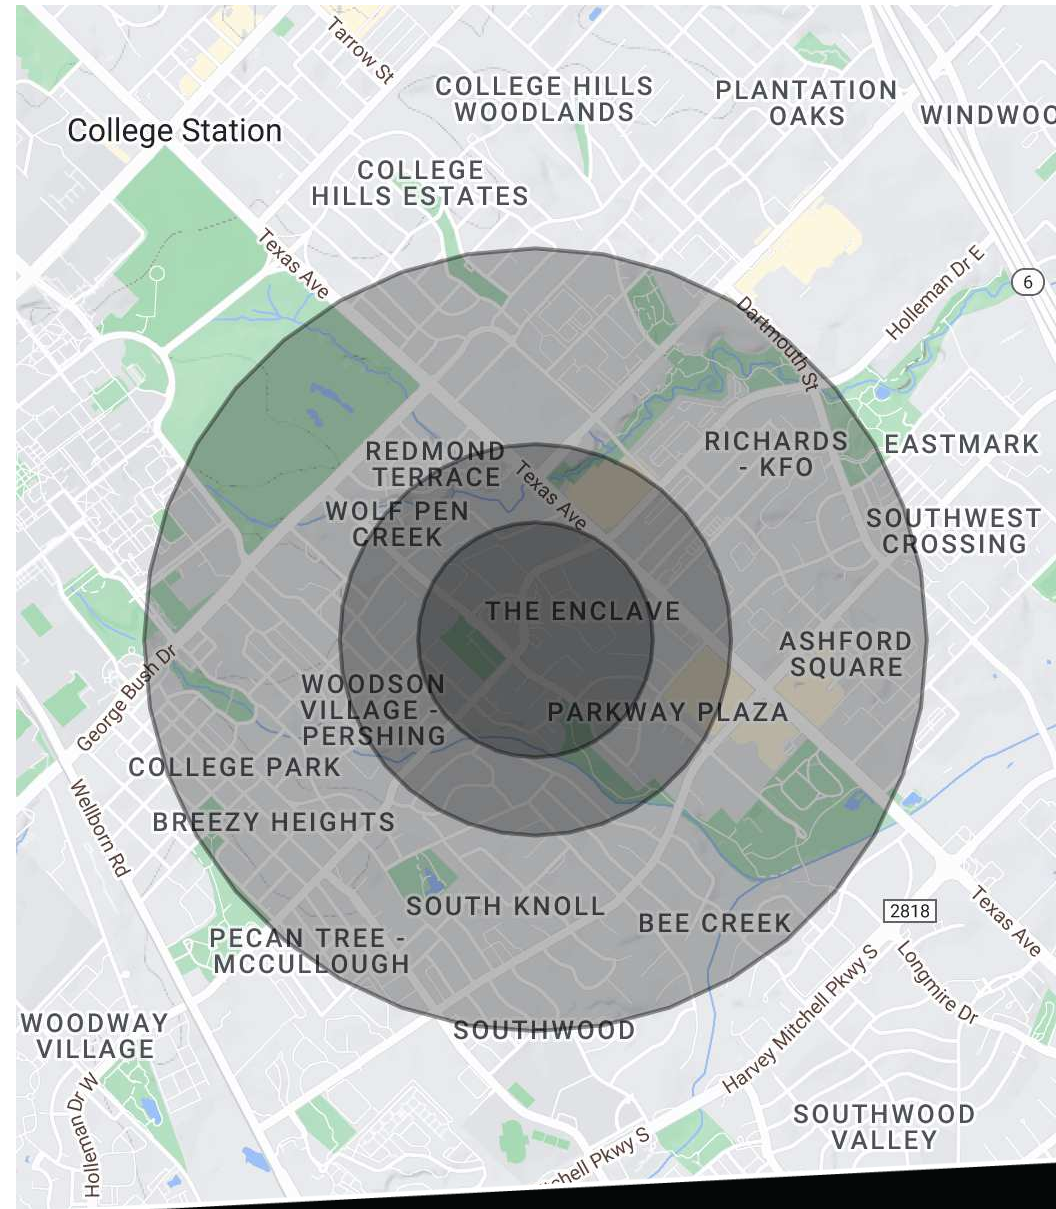 Tarrow St
COLLEGE HILLS
WOODLANDS
PLANTATION
OAKS
WINDWOO
College Station
COLLEGE
HILLS ESTATES
Texas Ave
Holleman Dr E
6
Dartmouth St
REDMOND
TERRACE
RICHARDS
- KFO
EASTMARK
Texas Ave
WOLF PEN
CREEK
SOUTHWEST
CROSSING
THE ENCLAVE
ASHFORD
SQUARE
George Bush Dr
WOODSON
VILLAGE -
PERSHING
PARKWAY PLAZA
COLLEGE PARK
Wellborn Rd
BREEZY HEIGHTS
SOUTH KNOLL
BEE CREEK
2818
Texas Ave
PECAN TREE -
MCCULLOUGH
Longmire Dr
WOODWAY
VILLAGE
SOUTHWOOD
Harvey Mitchell Pkwy S
Holleman Dr W
SOUTHWOOD
VALLEY
tchell Pkwy S